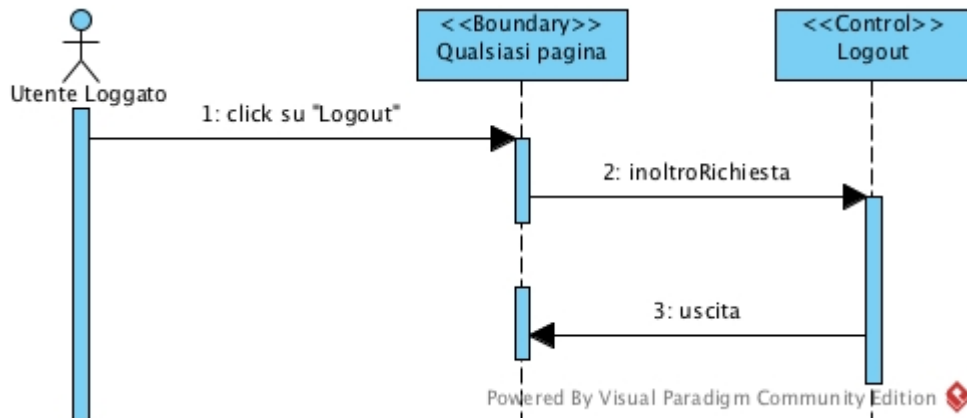 <<Boundary>>
Qualsiasi pagina
<<Control>>
Logout
Utente Loggato
1: click su "Logout"
2: inoltroRichiesta
3: uscita
Powered By Visual Paradigm Community Edition